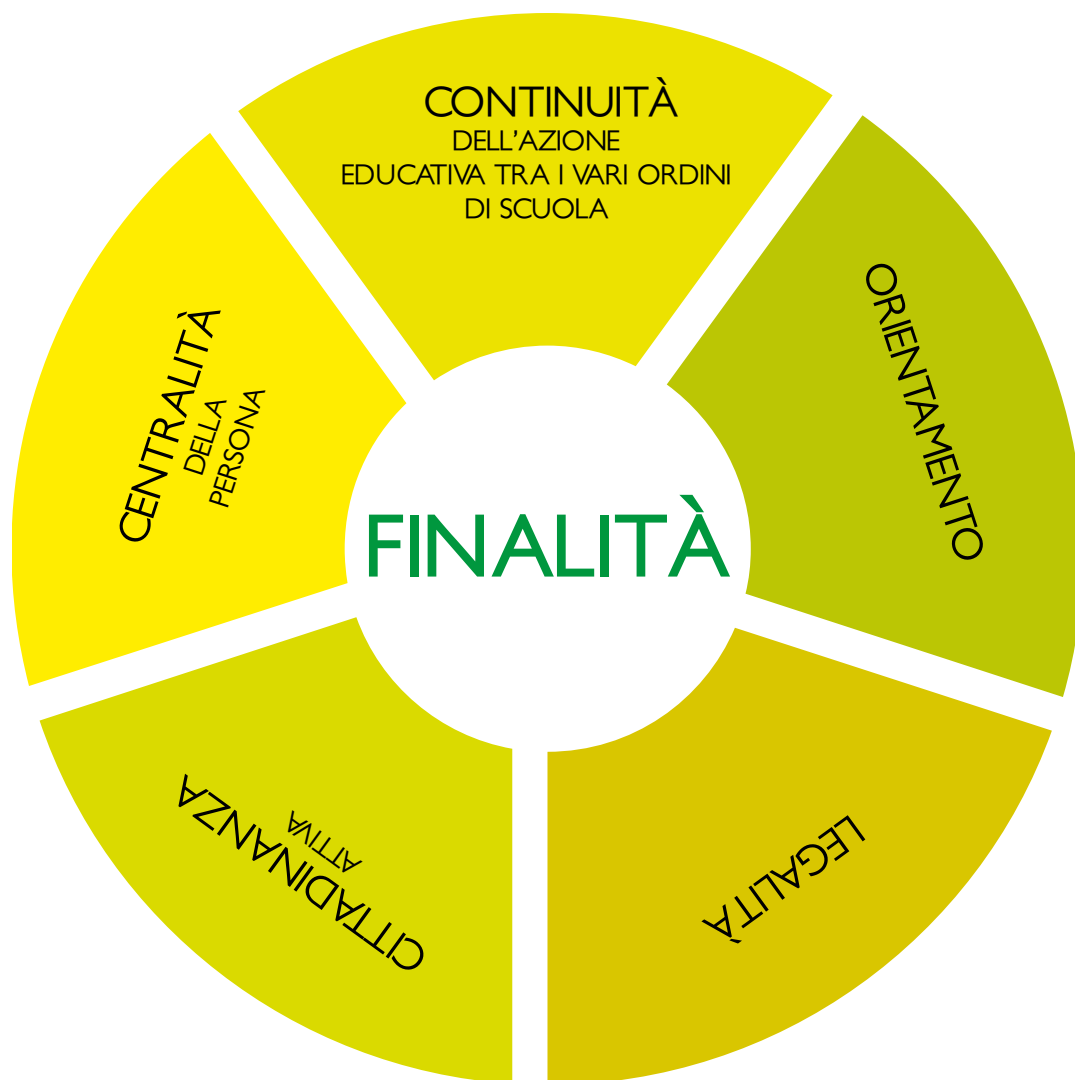 CONTINUITÀ
DELL'AZIONE
EDUCATIVA TRA I VARI ORDINI
DI SCUOLA
ORIENTAMENTO
LEGALITÀ
CITTADINANZA
ATTIVA
CENTRALITÀ
DELLA
PERSONA
FINALITÀ